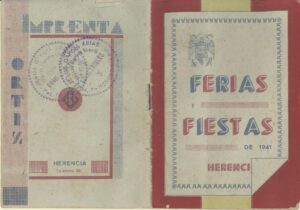 IMPRENTA
ORTIZ
HERENCIA
FERIAS
Y
FIESTAS
DE 1941
HERENCI